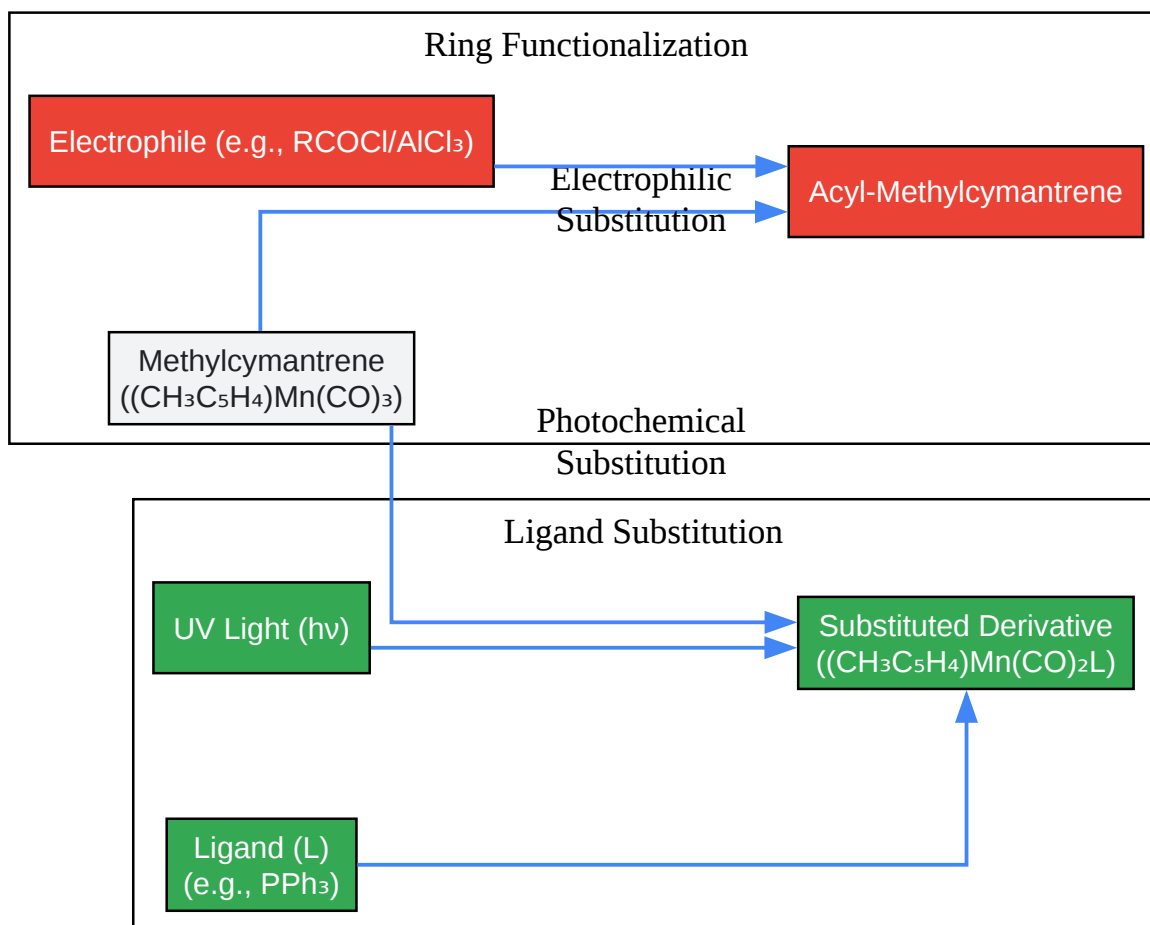 Ring Functionalization
Electrophile (e.g., RCOCl/AlCl₃)
Electrophilic
Substitution
Acyl-Methylcymantrene
Methylcymantrene
((CH₃C₅H₄)Mn(CO)₃)
Photochemical
Substitution
Ligand Substitution
UV Light (hν)
Substituted Derivative
((CH₃C₅H₄)Mn(CO)₂L)
Ligand (L)
(e.g., PPh₃)